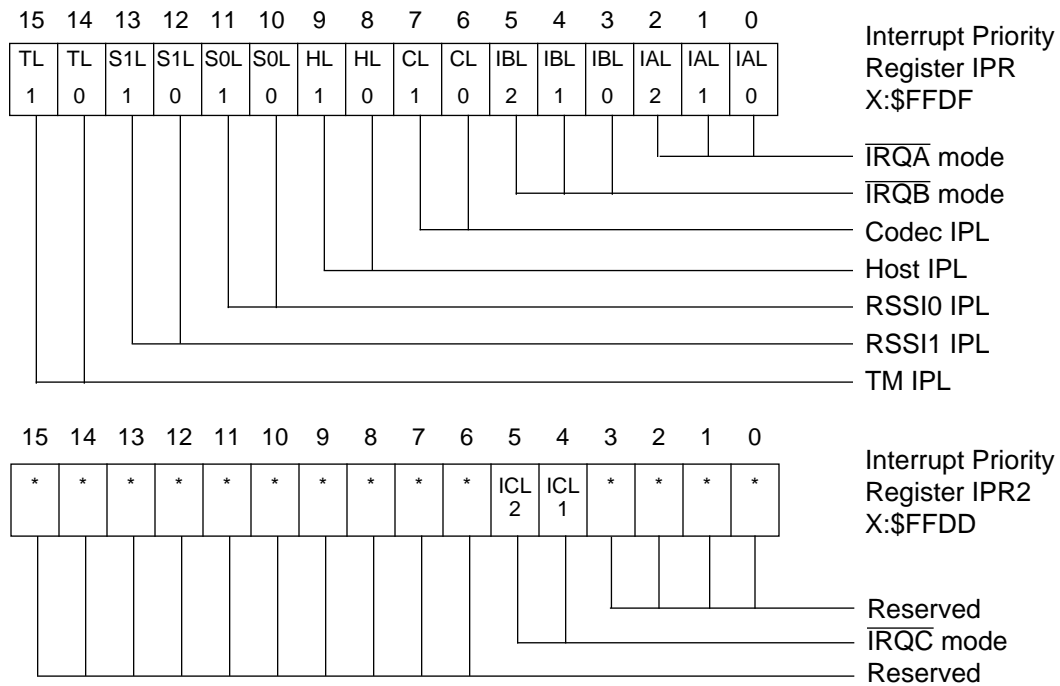 15 14 13 12 11 10 9 8 7 6 5 4 3 2 1 0
TL TL S1L S1L S0L S0L HL HL CL CL IBL IBL IBL IAL IAL IAL
1 0 1 0 1 0 1 0 1 0 2 1 0 2 1 0
Interrupt Priority
Register IPR
X:$FFDF
IRQA mode
IRQB mode
Codec IPL
Host IPL
RSSI0 IPL
RSSI1 IPL
TM IPL
15 14 13 12 11 10 9 8 7 6 5 4 3 2 1 0
* * * * * * * * * * ICL ICL * * * *
2 1
Interrupt Priority
Register IPR2
X:$FFDD
Reserved
IRQC mode
Reserved